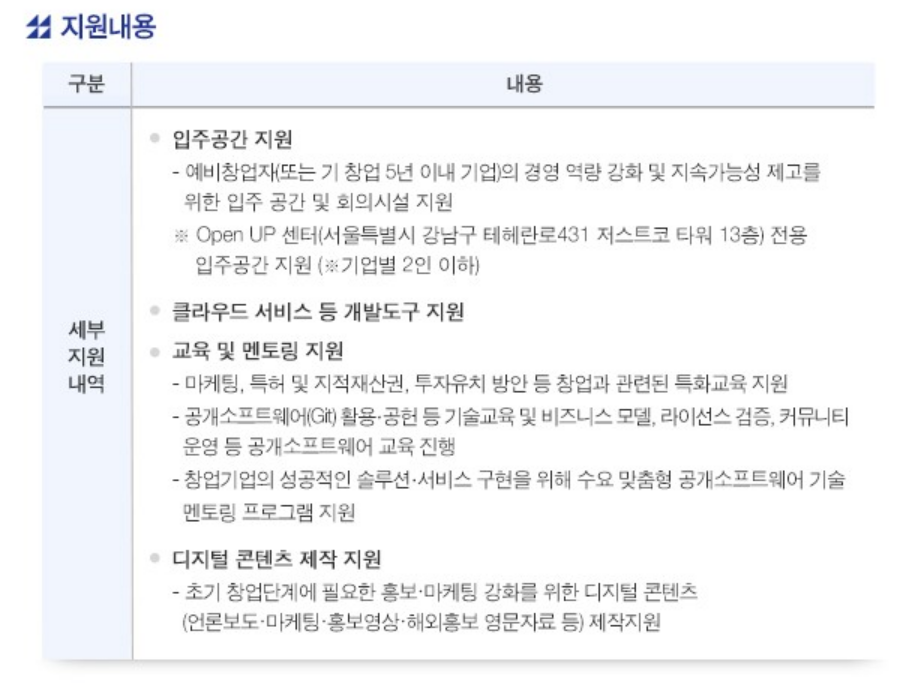 지원내용
구분
내용
세부
지원
내역
입주공간 지원
- 예비창업자(또는 기 창업 5년 이내 기업)의 경영 역량 강화 및 지속가능성 제고를
위한 입주 공간 및 회의시설 지원
※ Open UP 센터(서울특별시 강남구 테헤란로431 저스트코 타워 13층) 전용
입주공간 지원 (※기업별 2인 이하)
클라우드 서비스 등 개발도구 지원
교육 및 멘토링 지원
- 마케팅, 특허 및 지적재산권, 투자유치 방안 등 창업과 관련된 특화교육 지원
- 공개소프트웨어(Git) 활용·공헌 등 기술교육 및 비즈니스 모델, 라이선스 검증, 커뮤니티
운영 등 공개소프트웨어 교육 진행
- 창업기업의 성공적인 솔루션·서비스 구현을 위해 수요 맞춤형 공개소프트웨어 기술
멘토링 프로그램 지원
디지털 콘텐츠 제작 지원
- 초기 창업단계에 필요한 홍보·마케팅 강화를 위한 디지털 콘텐츠
(언론보도·마케팅·홍보영상·해외홍보 영문자료 등) 제작지원